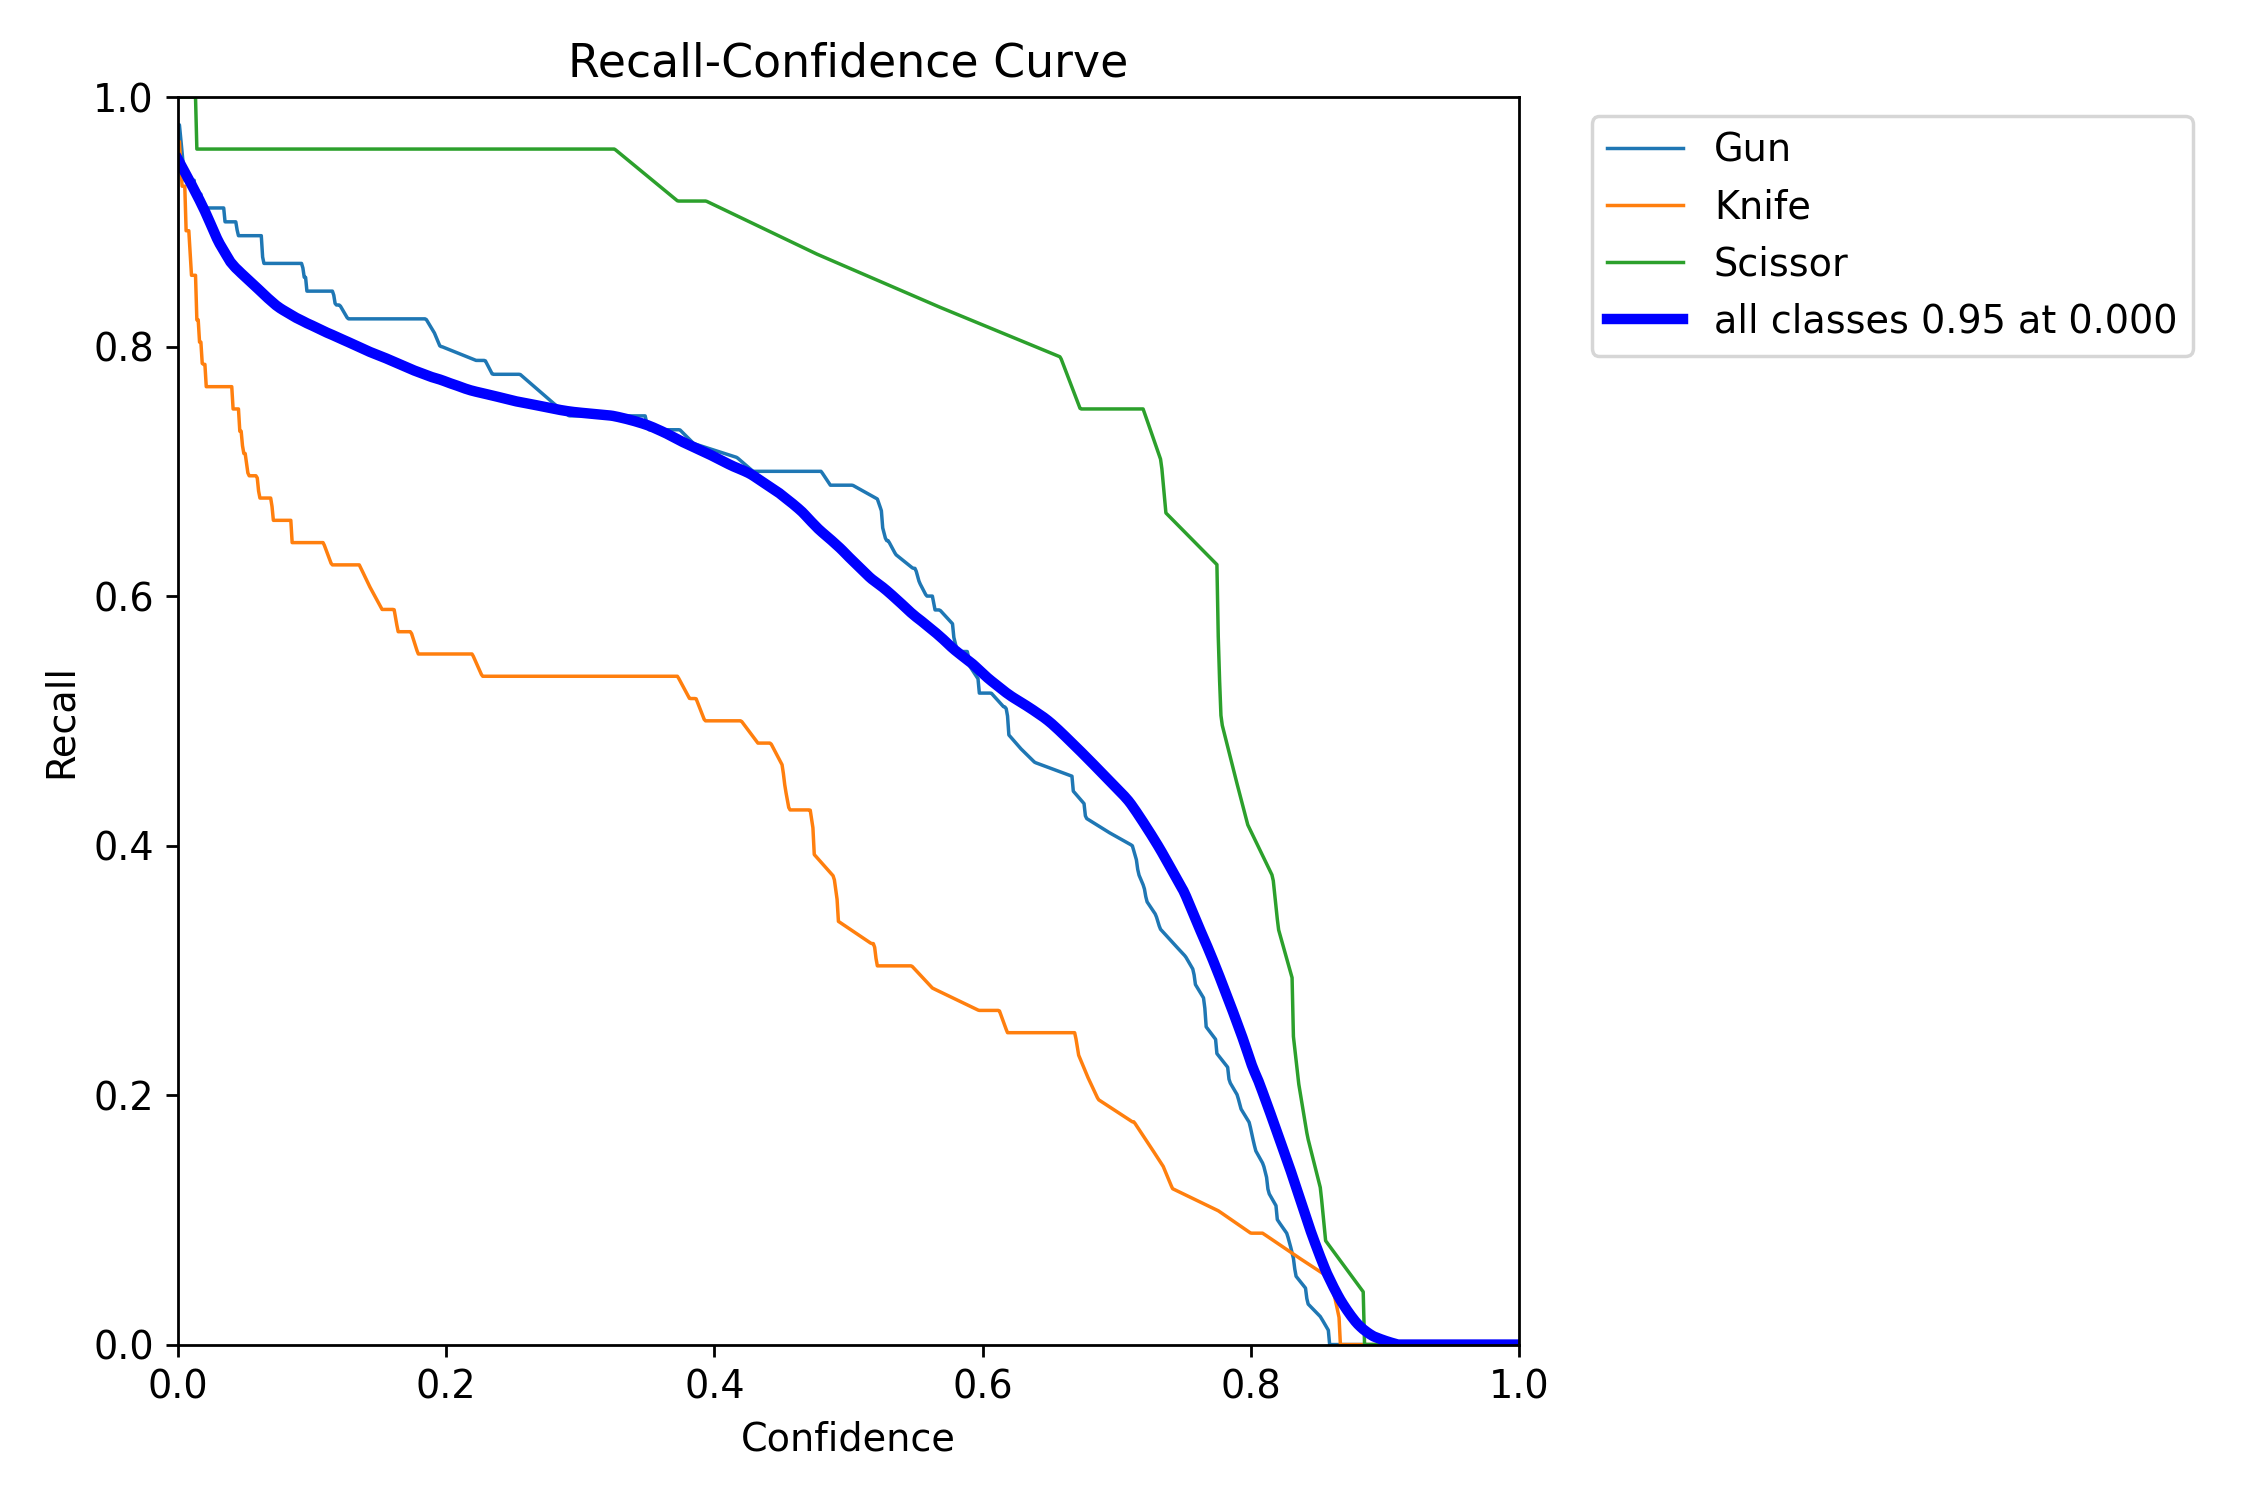 Recall-Confidence Curve
1.0
0.8
0.6
0.4
0.2
0.0
Recall
0.0 0.2 0.4 0.6 0.8 1.0
Confidence
Gun
Knife
Scissor
all classes 0.95 at 0.000